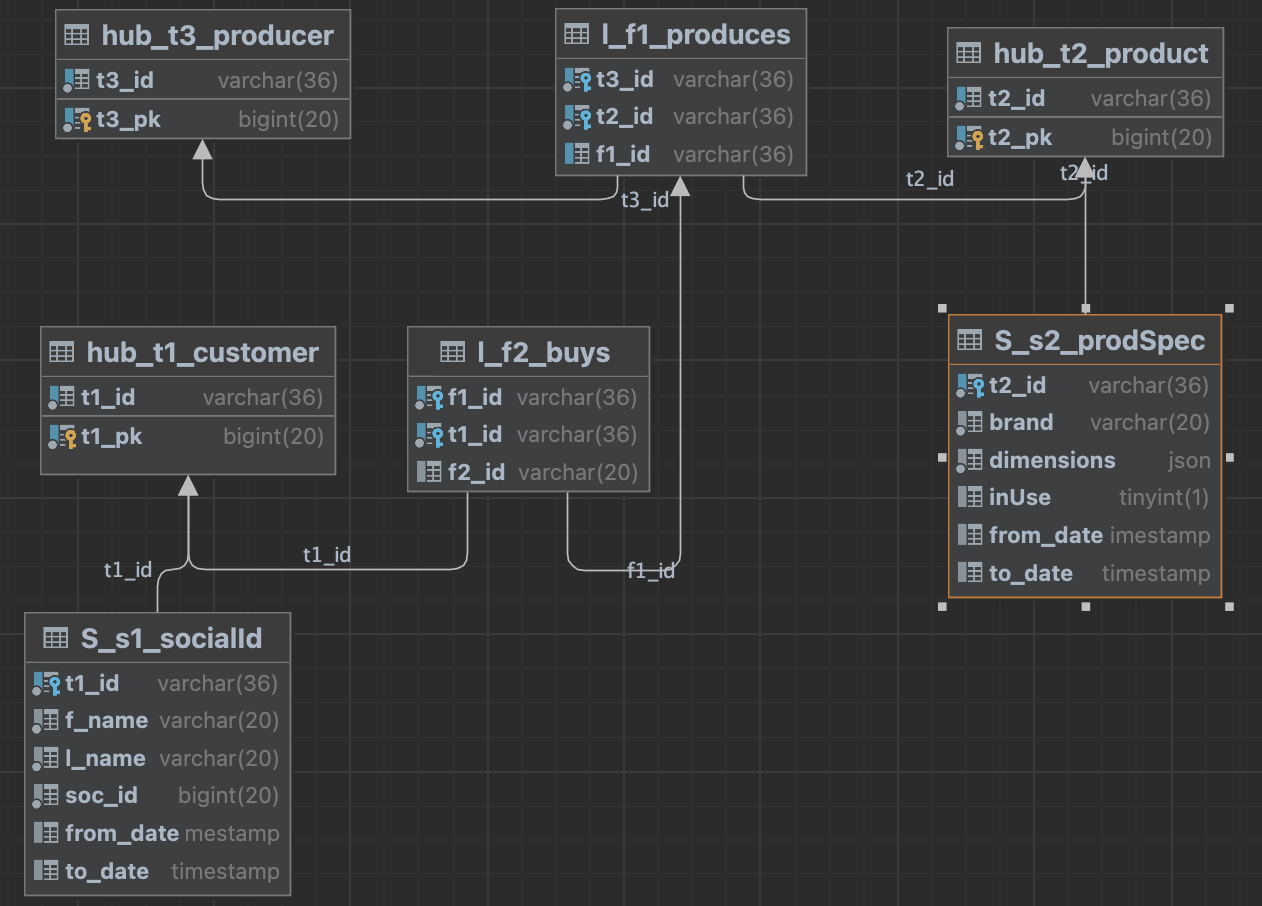 hub_t3_producer
t3_id varchar(36)
t3_pk bigint(20)
l_f1_produces
t3_id varchar(36)
t2_id varchar(36)
f1_id varchar(36)
hub_t2_product
t2_id varchar(36)
t2_pk bigint(20)
t3_id
t2_id
t2_id
hub_t1_customer
t1_id varchar(36)
t1_pk bigint(20)
l_f2_buys
f1_id varchar(36)
t1_id varchar(36)
f2_id varchar(20)
S_s2_prodSpec
t2_id varchar(36)
brand varchar(20)
dimensions json
inUse tinyint(1)
from_date imestamp
to_date timestamp
t1_id
t1_id
f1_id
S_s1_socialId
t1_id varchar(36)
f_name varchar(20)
l_name varchar(20)
soc_id bigint(20)
from_date mestamp
to_date timestamp